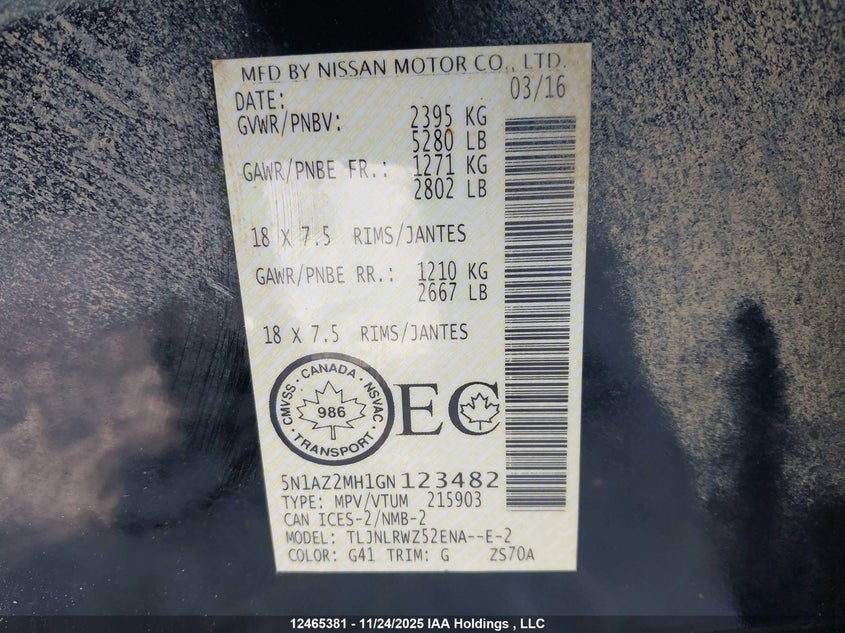 MFD BY NISSAN MOTOR CO., LTD.
DATE: 03/16
GVWR/PNBV: 2395 KG
5280 LB
GAWR/PNBE FR.: 1271 KG
2802 LB
18 X 7.5 RIMS/JANTES
GAWR/PNBE RR.: 1210 KG
2667 LB
18 X 7.5 RIMS/JANTES
CMVSS · CANADA · NSVAC
986
· TRANSPORT ·
EC
5N1AZ2MH1GN123482
TYPE: MPV/VTUM 215903
CAN ICES-2/NMB-2
MODEL: TLJNLRWZ52ENA--E-2
COLOR: G41 TRIM: G ZS70A
12465381 - 11/24/2025 IAA Holdings , LLC